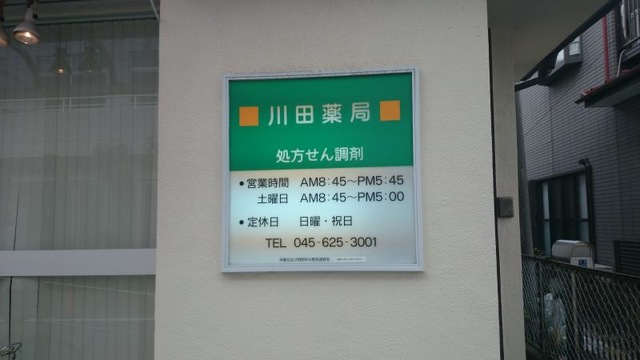 川田薬局
処方せん調剤
•営業時間 AM8:45〜PM5:45
土曜日 AM8:45〜PM5:00
•定休日 日曜・祝日
TEL 045-625-3001